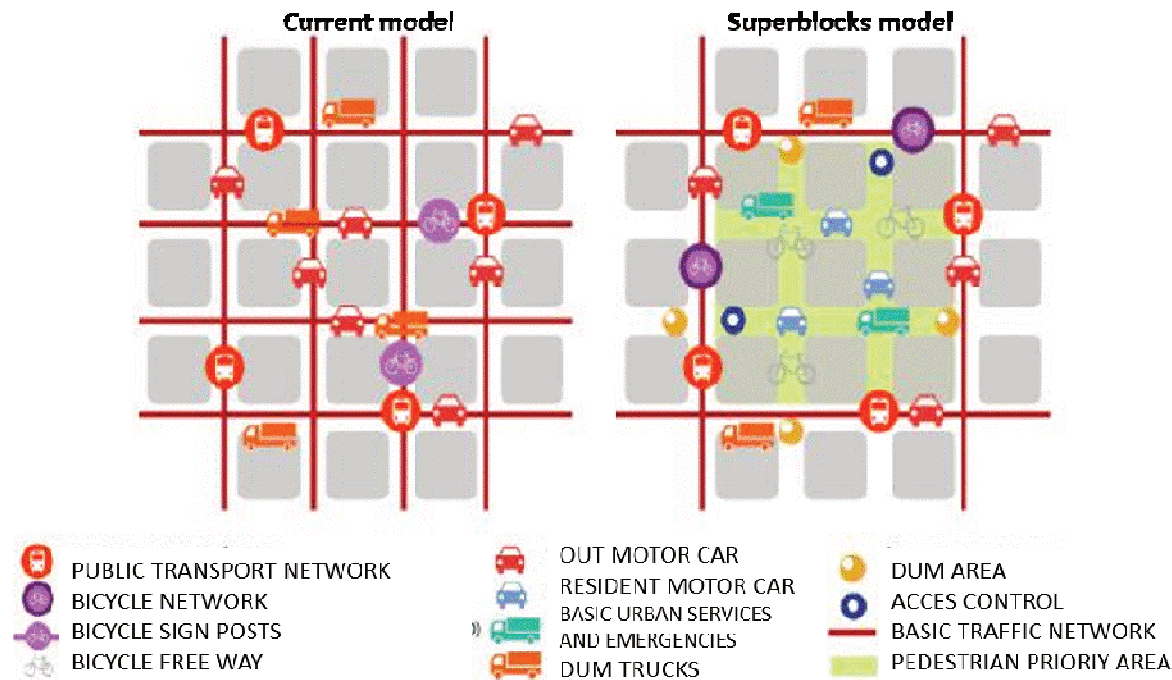 Current model
Superblocks model
PUBLIC TRANSPORT NETWORK
BICYCLE NETWORK
BICYCLE SIGN POSTS
BICYCLE FREE WAY
OUT MOTOR CAR
RESIDENT MOTOR CAR
BASIC URBAN SERVICES
AND EMERGENCIES
DUM TRUCKS
DUM AREA
ACCES CONTROL
BASIC TRAFFIC NETWORK
PEDESTRIAN PRIORIY AREA